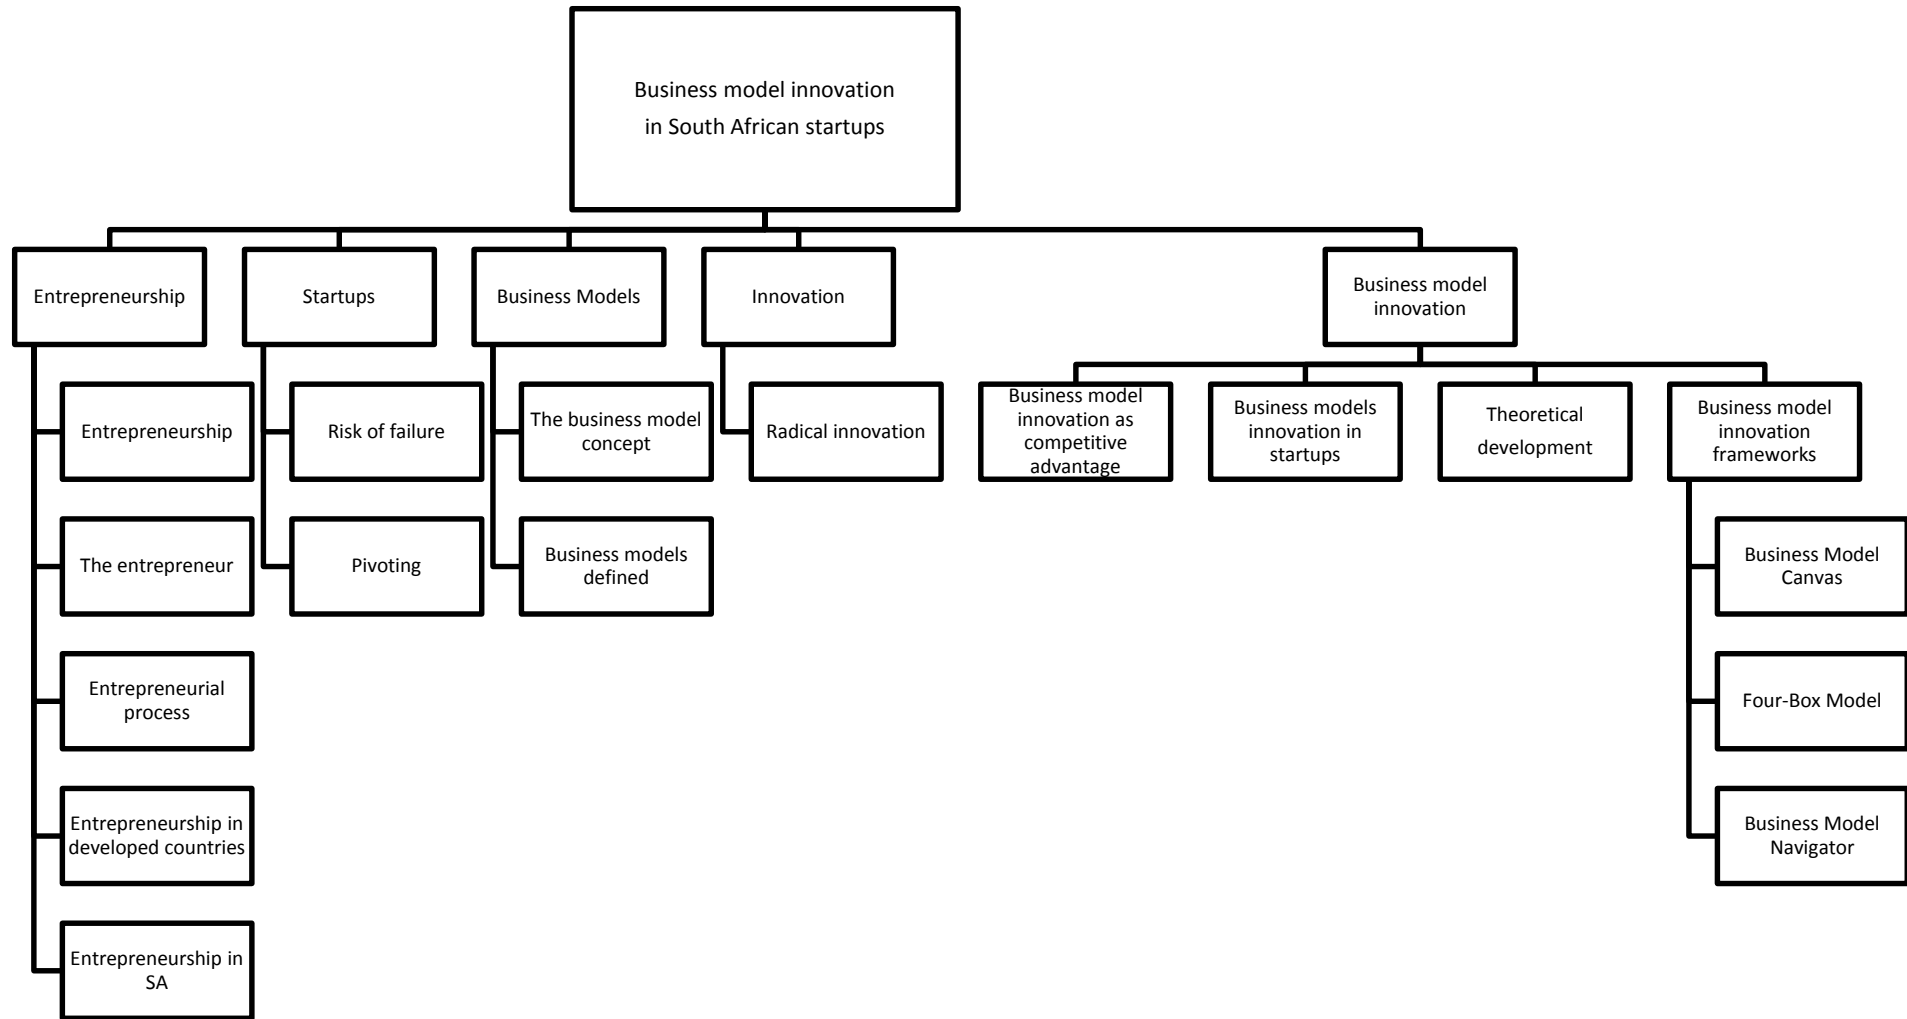 Business model innovation
in South African startups
Entrepreneurship
Startups
Business Models
Innovation
Business model
innovation
Entrepreneurship
The entrepreneur
Entrepreneurial
process
Entrepreneurship in
developed countries
Entrepreneurship in
SA
Risk of failure
Pivoting
The business model
concept
Business models
defined
Radical innovation
Business model
innovation as
competitive
advantage
Business models
innovation in
startups
Theoretical
development
Business model
innovation
frameworks
Business Model
Canvas
Four-Box Model
Business Model
Navigator